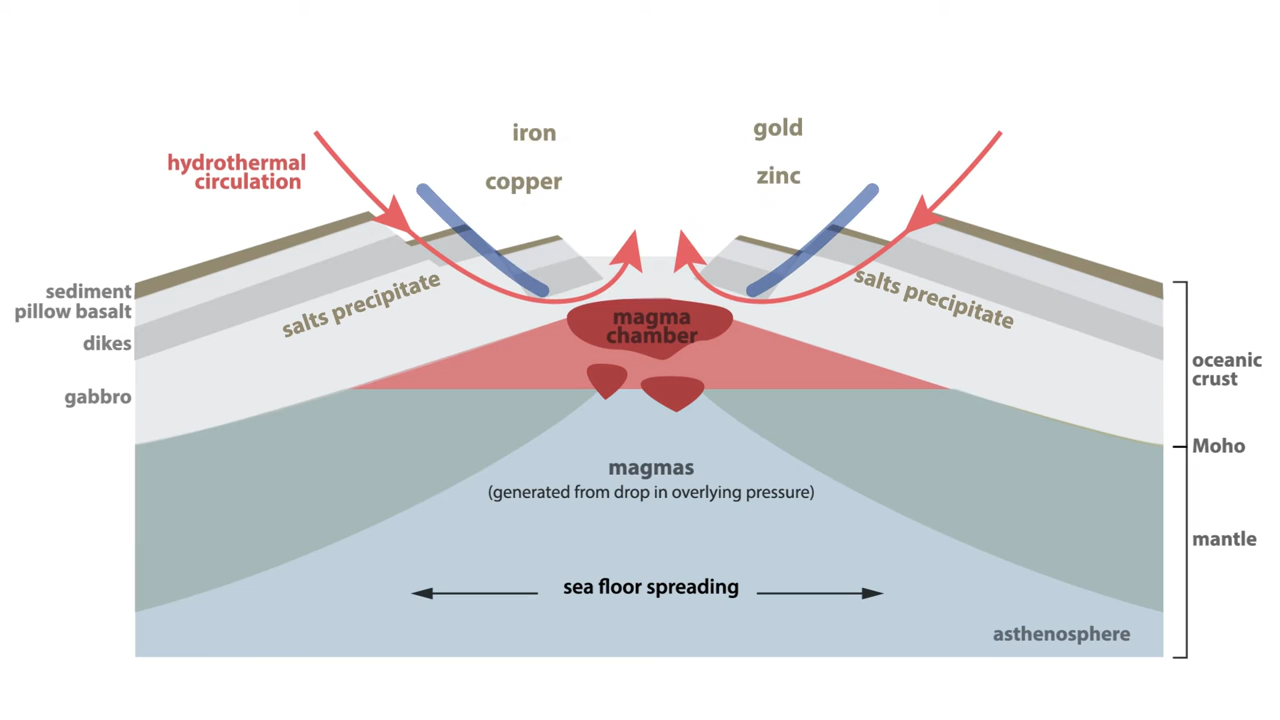 iron
gold
hydrothermal
circulation
copper
zinc
sediment
pillow basalt
dikes
gabbro
salts precipitate
salts precipitate
magma
chamber
oceanic
crust
Moho
magmas
(generated from drop in overlying pressure)
mantle
sea floor spreading
asthenosphere